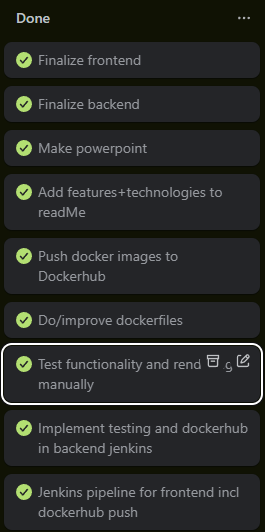 Done
Finalize frontend
Finalize backend
Make powerpoint
Add features+technologies to
readMe
Push docker images to
Dockerhub
Do/improve dockerfiles
Test functionality and rend
manually
Implement testing and dockerhub
in backend jenkins
Jenkins pipeline for frontend incl
dockerhub push